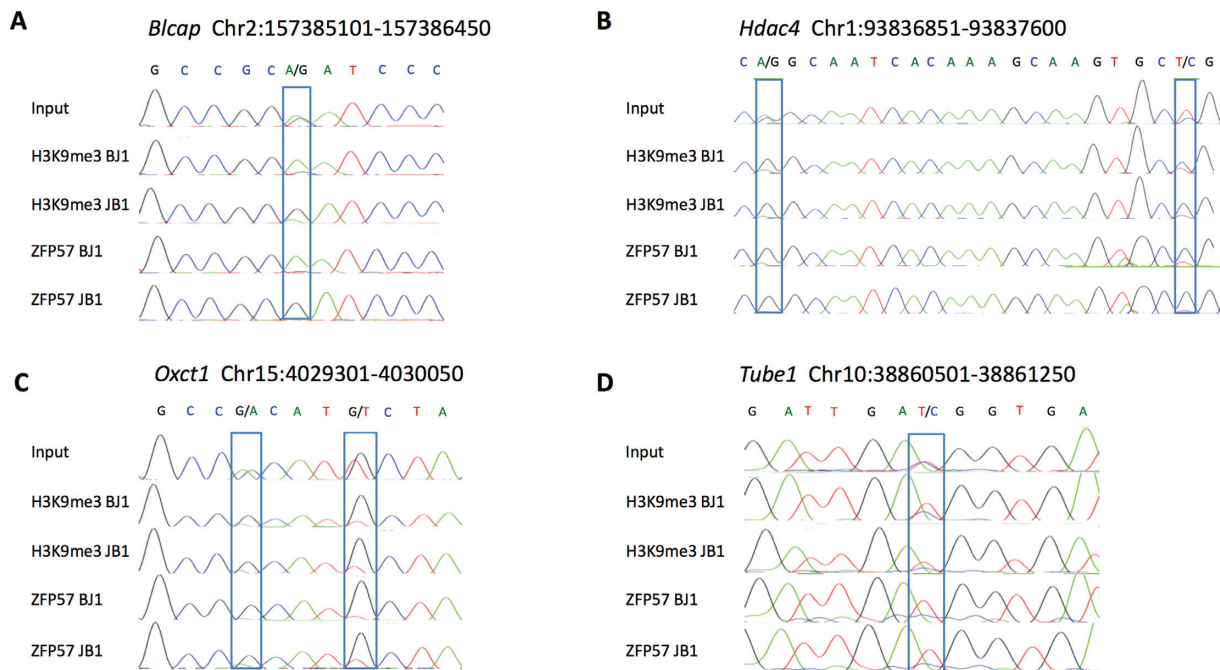 A
Blcap Chr2:157385101-157386450
G C C G C A/G A T C C C
Input
H3K9me3 BJ1
H3K9me3 JB1
ZFP57 BJ1
ZFP57 JB1
B
Hdac4 Chr1:93836851-93837600
C A/G G C A A T C A C A A A G C A A G T G C T/C G
Input
H3K9me3 BJ1
H3K9me3 JB1
ZFP57 BJ1
ZFP57 JB1
C
Oxct1 Chr15:4029301-4030050
G C C G/A C A T G/T C T A
Input
H3K9me3 BJ1
H3K9me3 JB1
ZFP57 BJ1
ZFP57 JB1
D
Tube1 Chr10:38860501-38861250
G A T T G A T/C G G T G A
Input
H3K9me3 BJ1
H3K9me3 JB1
ZFP57 BJ1
ZFP57 JB1